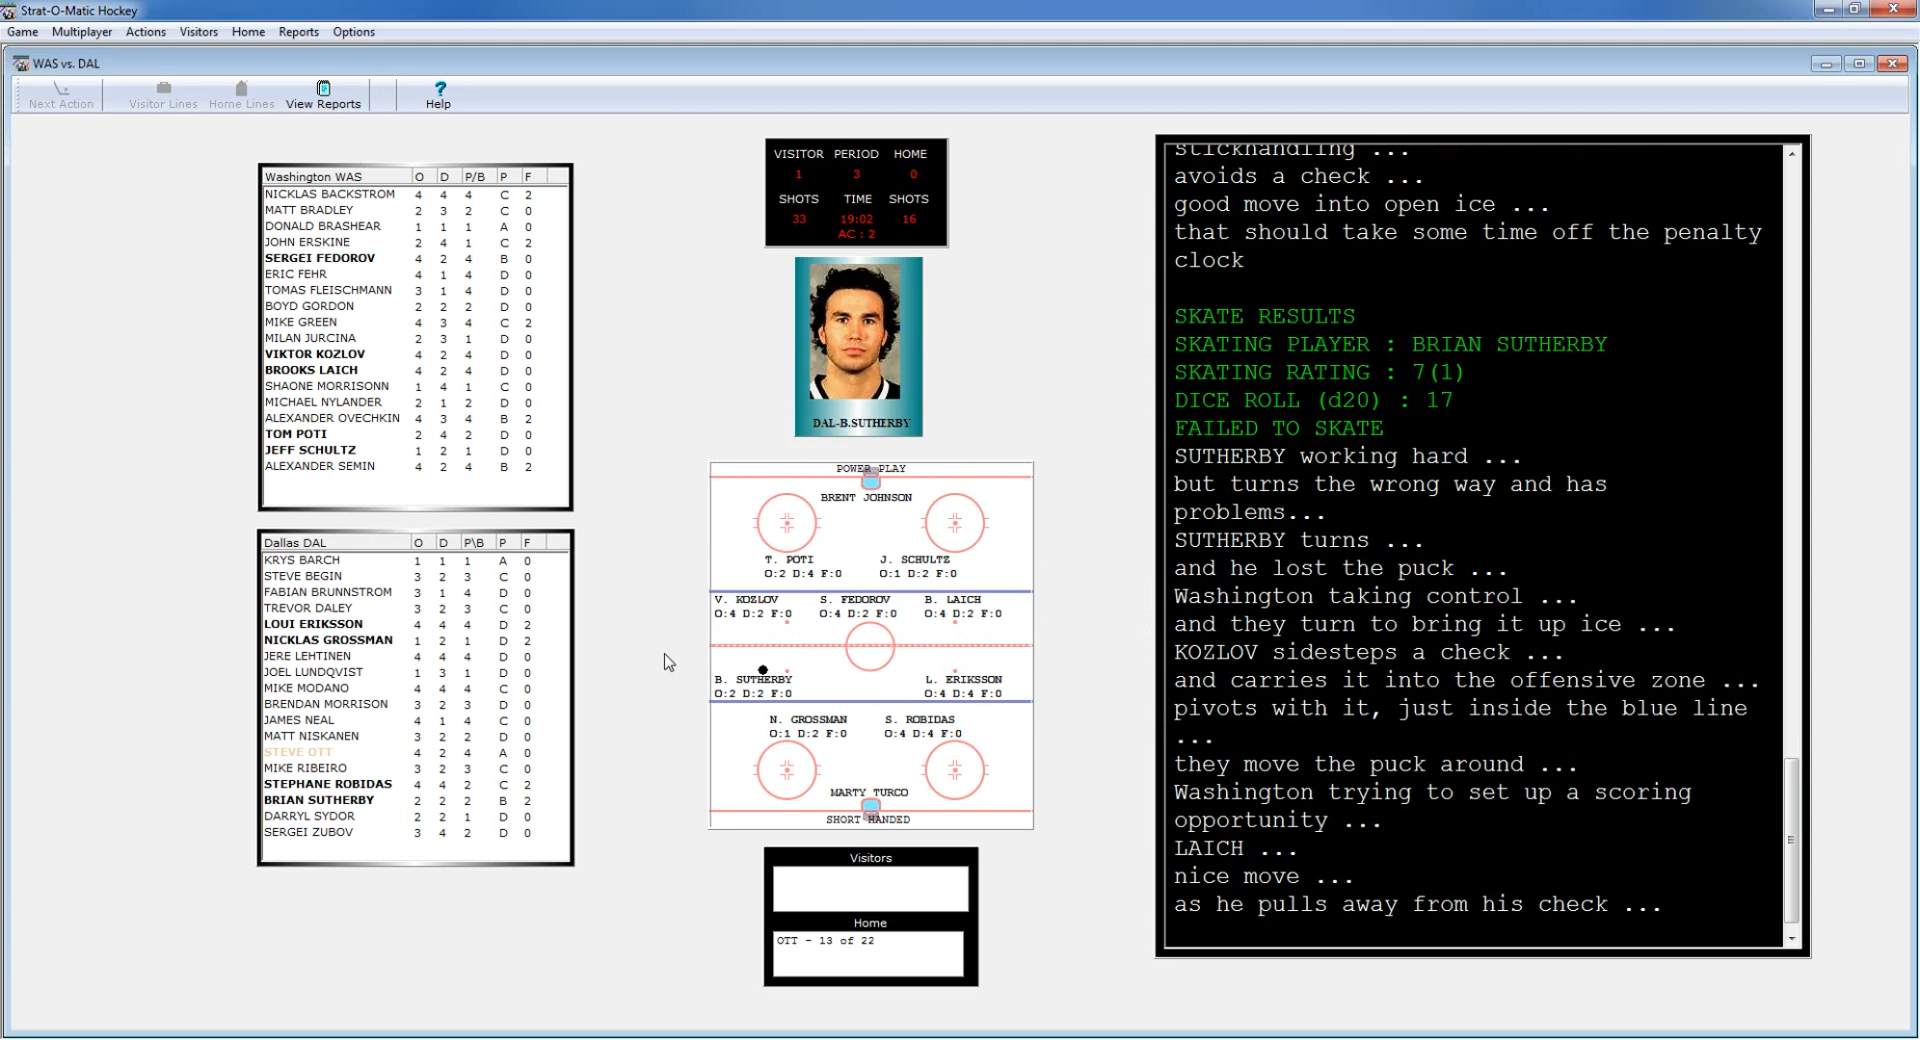 Strat-O-Matic Hockey
Game Multiplayer Actions Visitors Home Reports Options
WAS vs. DAL
Next Action Visitor Lines Home Lines View Reports Help
Washington WAS O D P/B P F
NICKLAS BACKSTROM 4 4 4 C 2
MATT BRADLEY 2 3 2 C 0
DONALD BRASHEAR 1 1 1 A 0
JOHN ERSKINE 2 4 1 C 2
SERGEI FEDOROV 4 2 4 B 0
ERIC FEHR 4 1 4 D 0
TOMAS FLEISCHMANN 3 1 4 D 0
BOYD GORDON 2 2 2 D 0
MIKE GREEN 4 3 4 C 2
MILAN JURCINA 2 3 1 D 0
VIKTOR KOZLOV 4 2 4 D 0
BROOKS LAICH 4 2 4 D 0
SHAONE MORRISONN 1 4 1 C 0
MICHAEL NYLANDER 2 1 2 D 0
ALEXANDER OVECHKIN 4 3 4 B 2
TOM POTI 2 4 2 D 0
JEFF SCHULTZ 1 2 1 D 0
ALEXANDER SEMIN 4 2 4 B 2
Dallas DAL O D P\B P F
KRYS BARCH 1 1 1 A 0
STEVE BEGIN 3 2 3 C 0
FABIAN BRUNNSTROM 3 1 4 D 0
TREVOR DALEY 3 2 3 C 0
LOUI ERIKSSON 4 4 4 D 2
NICKLAS GROSSMAN 1 2 1 D 2
JERE LEHTINEN 4 4 4 D 0
JOEL LUNDQVIST 1 3 1 D 0
MIKE MODANO 4 4 4 C 0
BRENDAN MORRISON 3 2 3 D 0
JAMES NEAL 4 1 4 C 0
MATT NISKANEN 3 2 2 D 0
STEVE OTT 4 2 4 A 0
MIKE RIBEIRO 3 2 3 C 0
STEPHANE ROBIDAS 4 4 2 C 2
BRIAN SUTHERBY 2 2 2 B 2
DARRYL SYDOR 2 2 1 D 0
SERGEI ZUBOV 3 4 2 D 0
VISITOR PERIOD HOME
1 3 0
SHOTS TIME SHOTS
33 19:02 16
AC : 2
DAL-B.SUTHERBY
POWER PLAY
BRENT JOHNSON
T. POTI J. SCHULTZ
O:2 D:4 F:0 O:1 D:2 F:0
V. KOZLOV S. FEDOROV B. LAICH
O:4 D:2 F:0 O:4 D:2 F:0 O:4 D:2 F:0
B. SUTHERBY L. ERIKSSON
O:2 D:2 F:0 O:4 D:4 F:0
N. GROSSMAN S. ROBIDAS
O:1 D:2 F:0 O:4 D:4 F:0
MARTY TURCO
SHORT HANDED
Visitors
Home
OTT - 13 of 22
stickhandling ...
avoids a check ...
good move into open ice ...
that should take some time off the penalty
clock
SKATE RESULTS
SKATING PLAYER : BRIAN SUTHERBY
SKATING RATING : 7(1)
DICE ROLL (d20) : 17
FAILED TO SKATE
SUTHERBY working hard ...
but turns the wrong way and has
problems...
SUTHERBY turns ...
and he lost the puck ...
Washington taking control ...
and they turn to bring it up ice ...
KOZLOV sidesteps a check ...
and carries it into the offensive zone ...
pivots with it, just inside the blue line
...
they move the puck around ...
Washington trying to set up a scoring
opportunity ...
LAICH ...
nice move ...
as he pulls away from his check ...